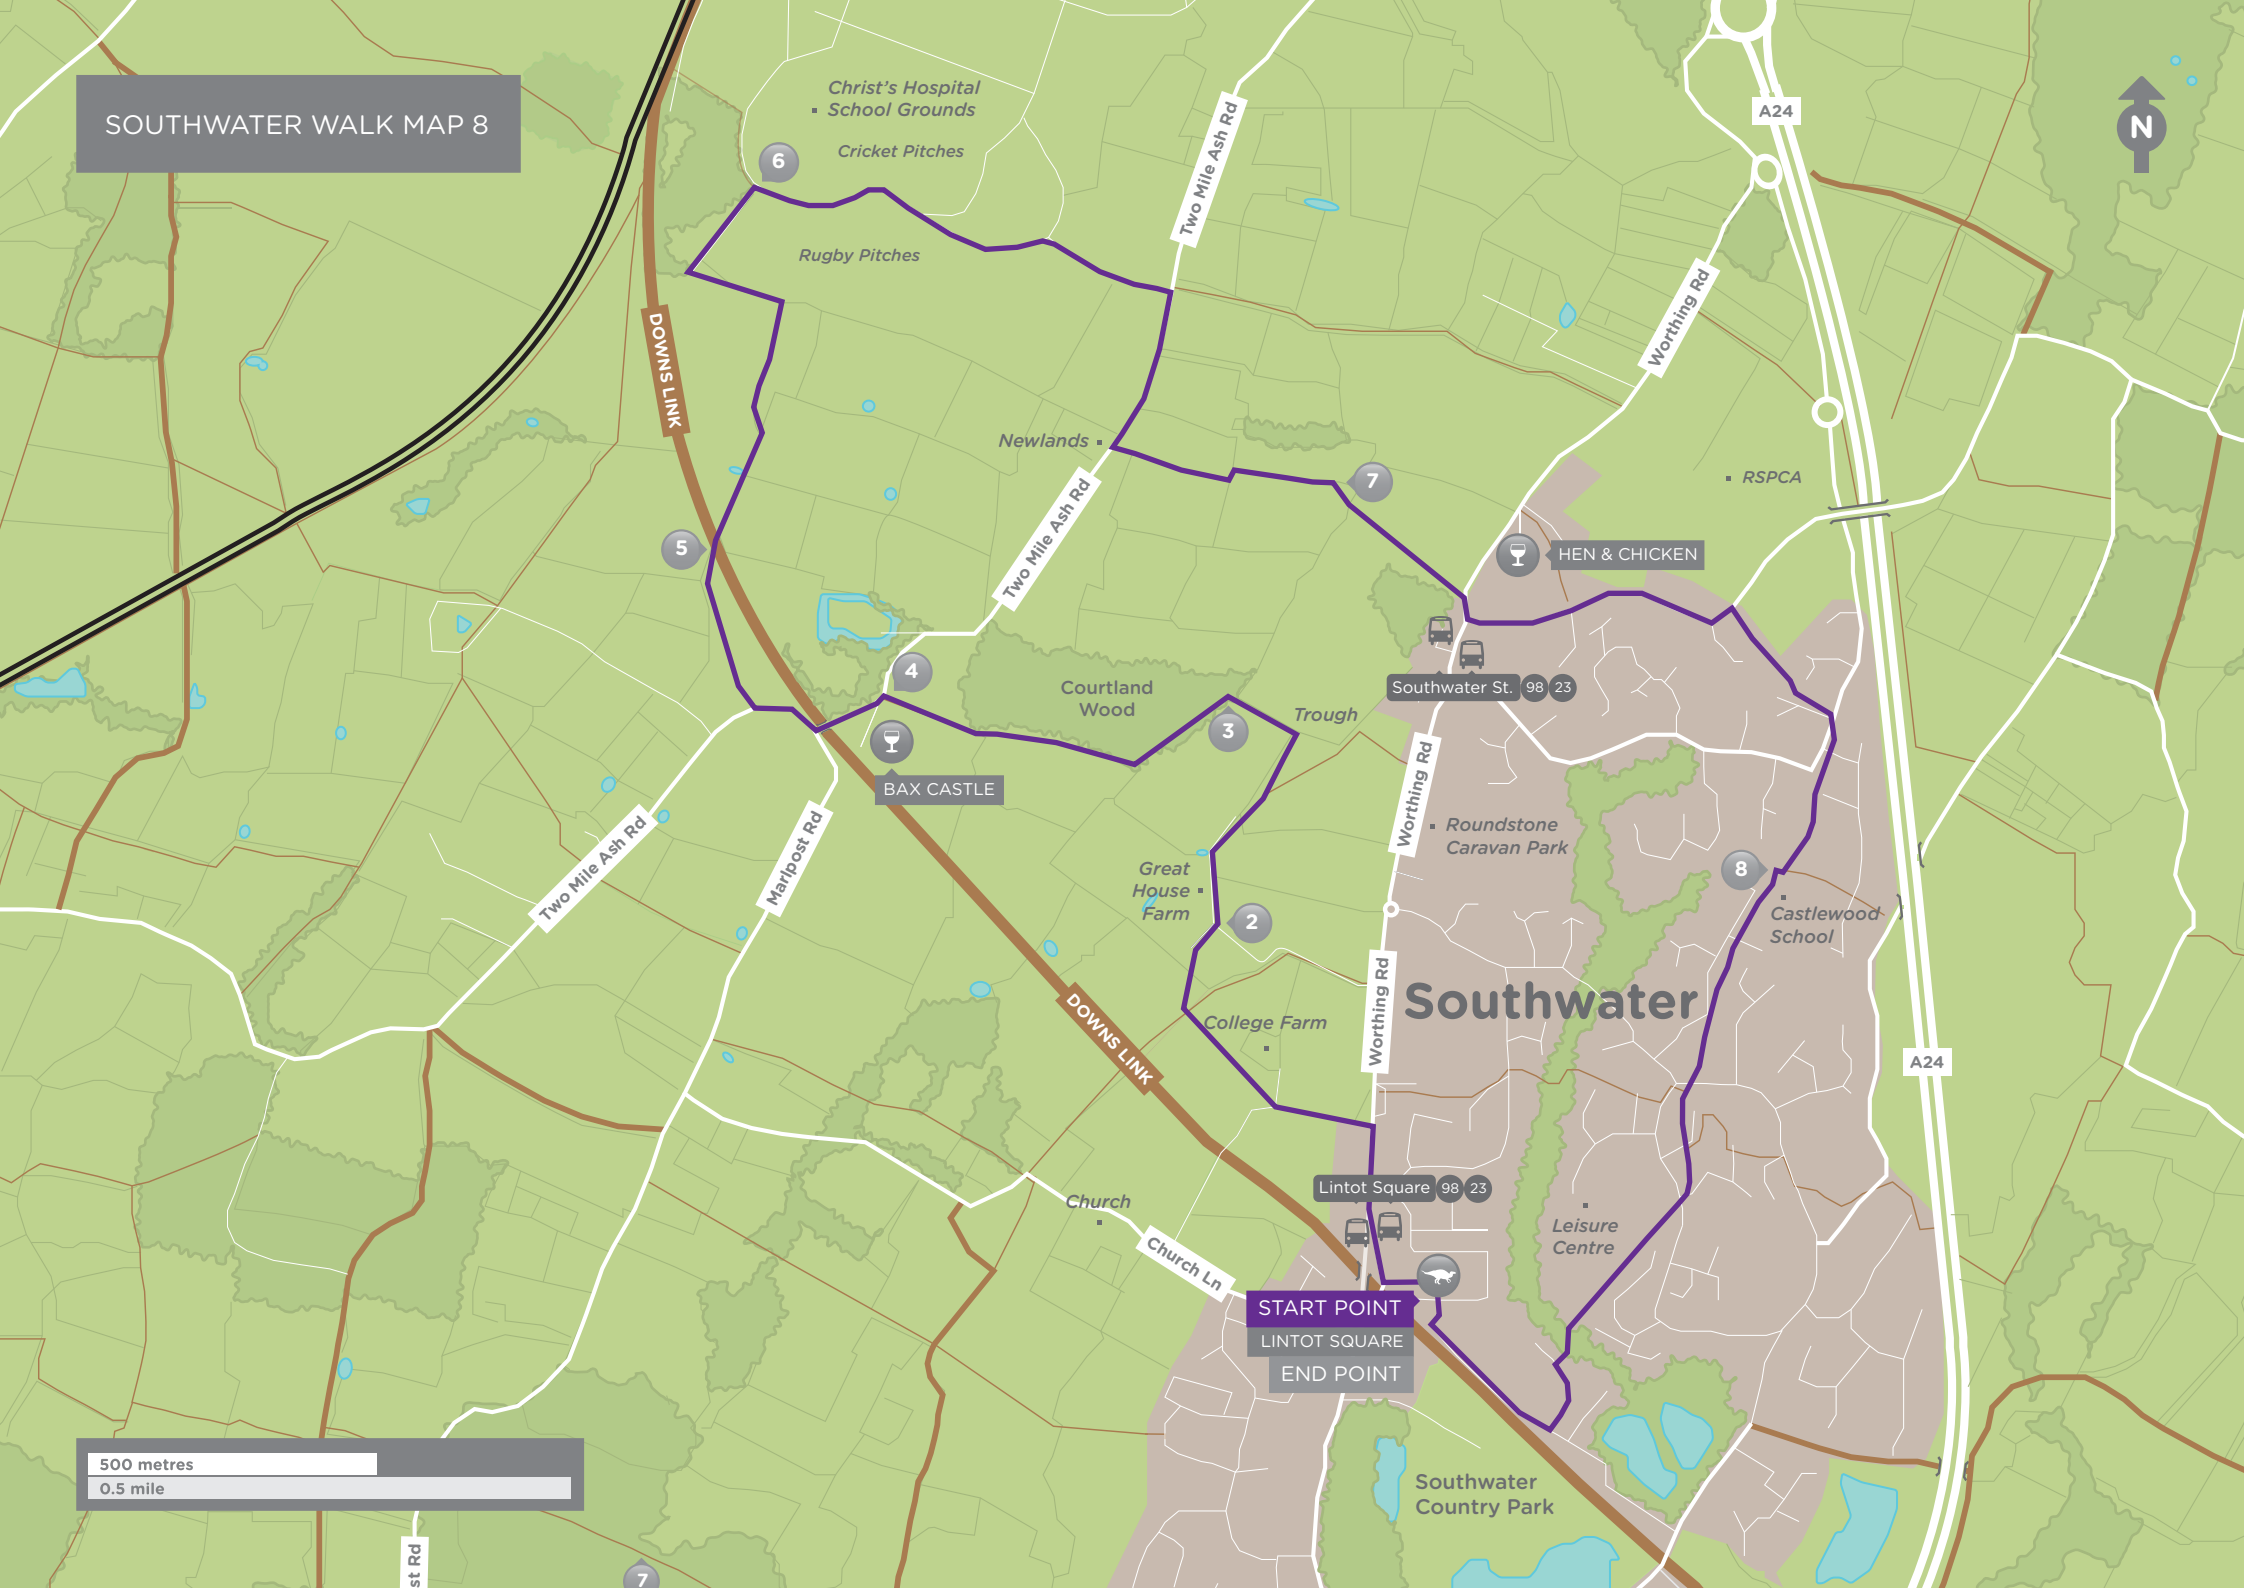 SOUTHWATER WALK MAP 8
Christ's Hospital
School Grounds
Cricket Pitches
6
Rugby Pitches
Two Mile Ash Rd
A24
N
Worthing Rd
DOWNS LINK
Newlands
Two Mile Ash Rd
7
RSPCA
5
HEN & CHICKEN
4
Courtland
Wood
3
Trough
Southwater St. 98 23
BAX CASTLE
Worthing Rd
Roundstone
Caravan Park
Two Mile Ash Rd
Marlpost Rd
Great
House
Farm
2
8
Castlewood
School
Worthing Rd
Southwater
DOWNS LINK
College Farm
A24
Lintot Square 98 23
Church
Church Ln
Leisure
Centre
START POINT
LINTOT SQUARE
END POINT
500 metres
0.5 mile
Southwater
Country Park
st Rd
7